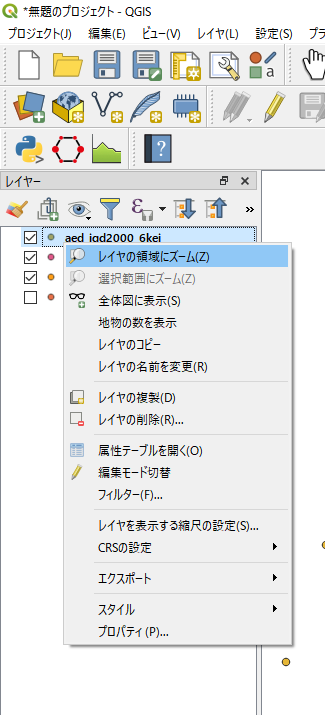 *無題のプロジェクト - QGIS
プロジェクト(J) 編集(E) ビュー(V) レイヤ(L) 設定(S)
レイヤー
aed_jgd2000_6kei
レイヤの領域にズーム(Z)
選択範囲にズーム(Z)
全体図に表示(S)
地物の数を表示
レイヤのコピー
レイヤの名前を変更(R)
レイヤの複製(D)
レイヤの削除(R)...
属性テーブルを開く(O)
編集モード切替
フィルター(F)...
レイヤを表示する縮尺の設定(S)...
CRSの設定
エクスポート
スタイル
プロパティ(P)...